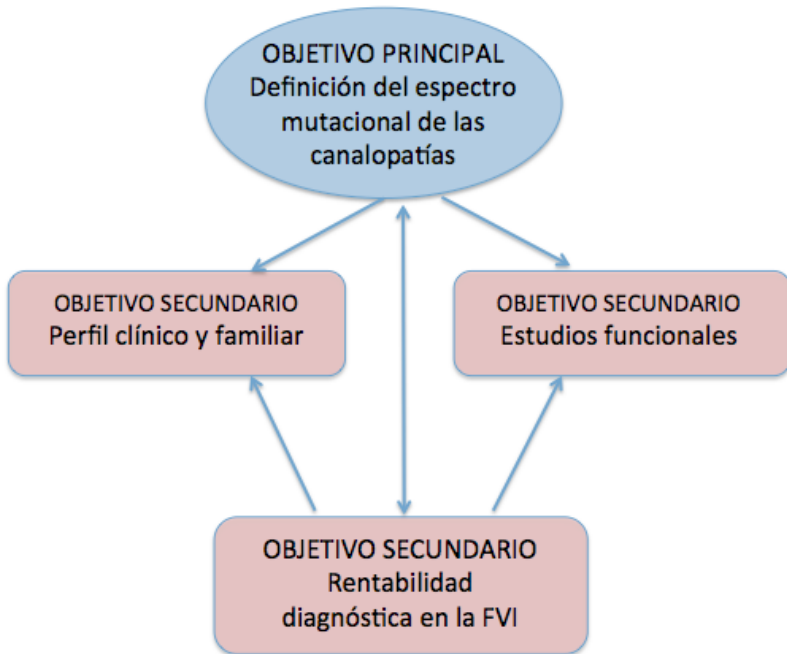 OBJETIVO PRINCIPAL
Definición del espectro
mutacional de las
canalopatías
OBJETIVO SECUNDARIO
Perfil clínico y familiar
OBJETIVO SECUNDARIO
Estudios funcionales
OBJETIVO SECUNDARIO
Rentabilidad
diagnóstica en la FVI